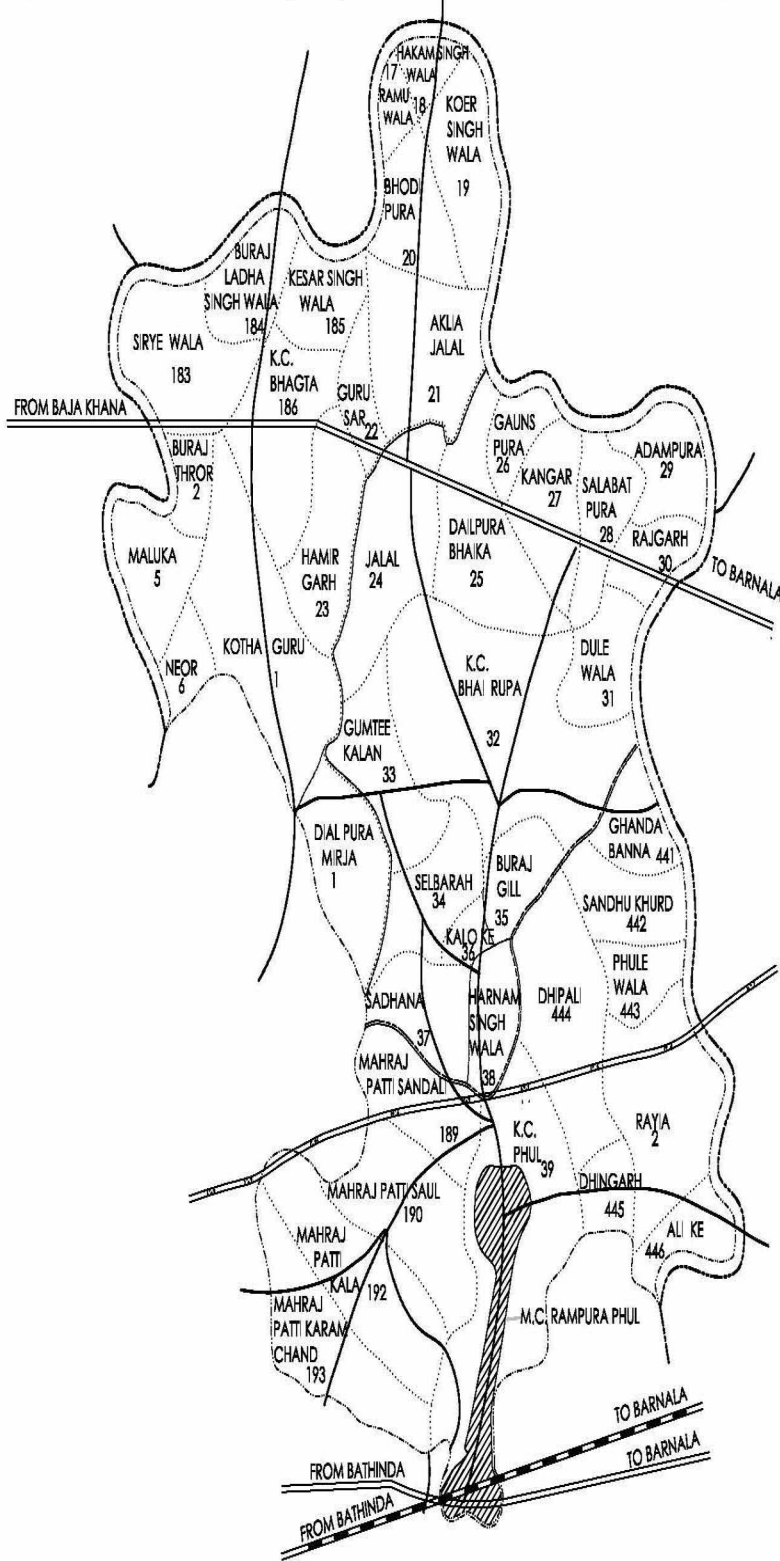 HAKAM SINGH
WALA
18
17
RAMU
WALA
KOER
SINGH
WALA
19
BHODI
PURA
20
BURAJ
LADHA
SINGH WALA
184
KESAR SINGH
WALA
185
SIRYE WALA
183
K.C.
BHAGTA
186
AKLIA
JALAL
21
GURU
SAR
22
FROM BAJA KHANA
GAUNS
PURA
26
KANGAR
27
SALABAT
PURA
28
ADAMPURA
29
RAJGARH
30
TO BARNALA
BURAJ
THROR
2
MALUKA
5
NEOR
6
HAMIR
GARH
23
JALAL
24
DAILPURA
BHAIKA
25
KOTHA GURU
1
K.C.
BHAI RUPA
32
DULE
WALA
31
GUMTEE
KALAN
33
DIAL PURA
MIRJA
1
GHANDA
BANNA 441
SELBARAH
34
BURAJ
GILL
35
KALO KE
36
SANDHU KHURD
442
PHULE
WALA
443
SADHANA
37
HARNAM
SINGH
WALA
38
DHIPALI
444
MAHRAJ
PATTI SANDALI
189
K.C.
PHUL
39
RAYIA
2
DHINGARH
445
ALI KE
446
MAHRAJ PATTI SAUL
190
MAHRAJ
PATTI
KALA
192
MAHRAJ
PATTI KARAM
CHAND
193
M.C. RAMPURA PHUL
TO BARNALA
TO BARNALA
FROM BATHINDA
FROM BATHINDA